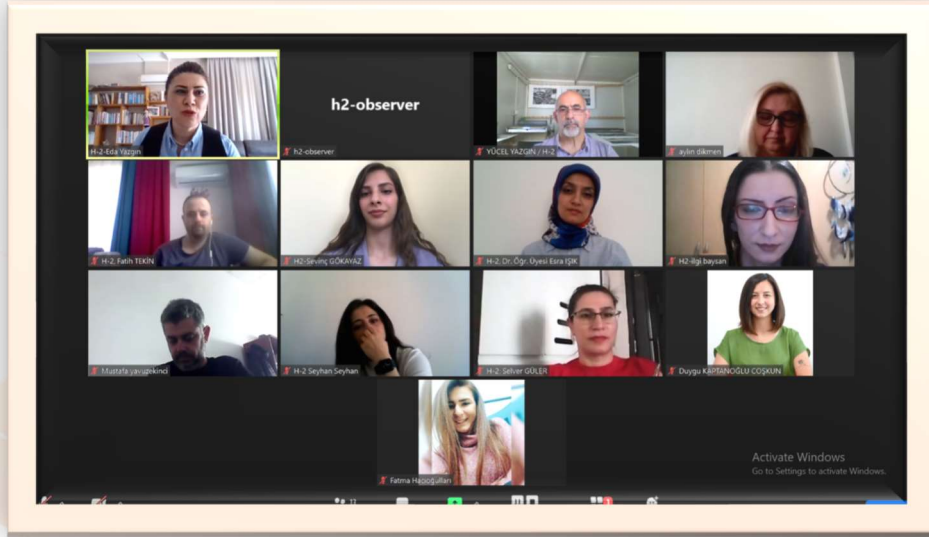 H-2-Eda Yazgın
h2-observer
h2-observer
YÜCEL YAZGIN / H-2
aylin dikmen
H-2, Fatih TEKİN
H2-Sevinç GÖKAYAZ
H-2, Dr. Öğr. Üyesi Esra IŞIK
H2-ilgi baysan
Mustafa yavuzekinci
H-2 Seyhan Seyhan
H-2, Selver GÜLER
Duygu KAPTANOĞLU COŞKUN
Fatma Hacıoğulları
Activate Windows
Go to Settings to activate Windows.
13
1